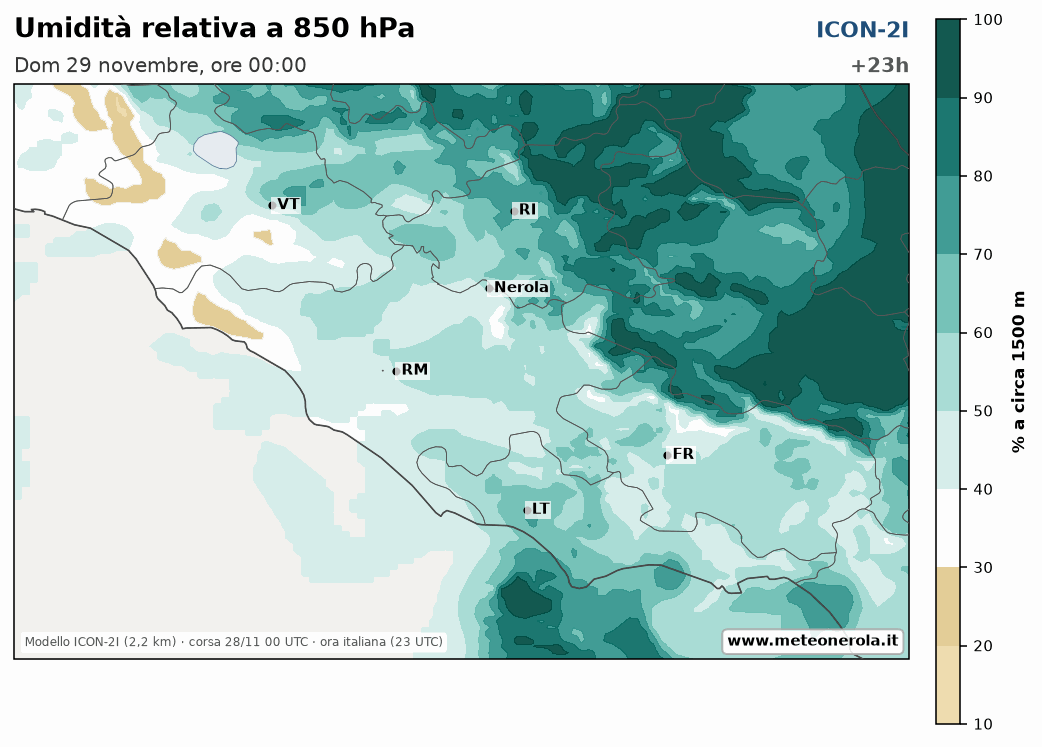 Umidità relativa a 850 hPa
ICON-2I
Dom 29 novembre, ore 00:00
+23h
VT
RI
Nerola
RM
FR
LT
Modello ICON-2I (2,2 km) · corsa 28/11 00 UTC · ora italiana (23 UTC)
www.meteonerola.it
100
90
80
70
60
50
40
30
20
10
% a circa 1500 m